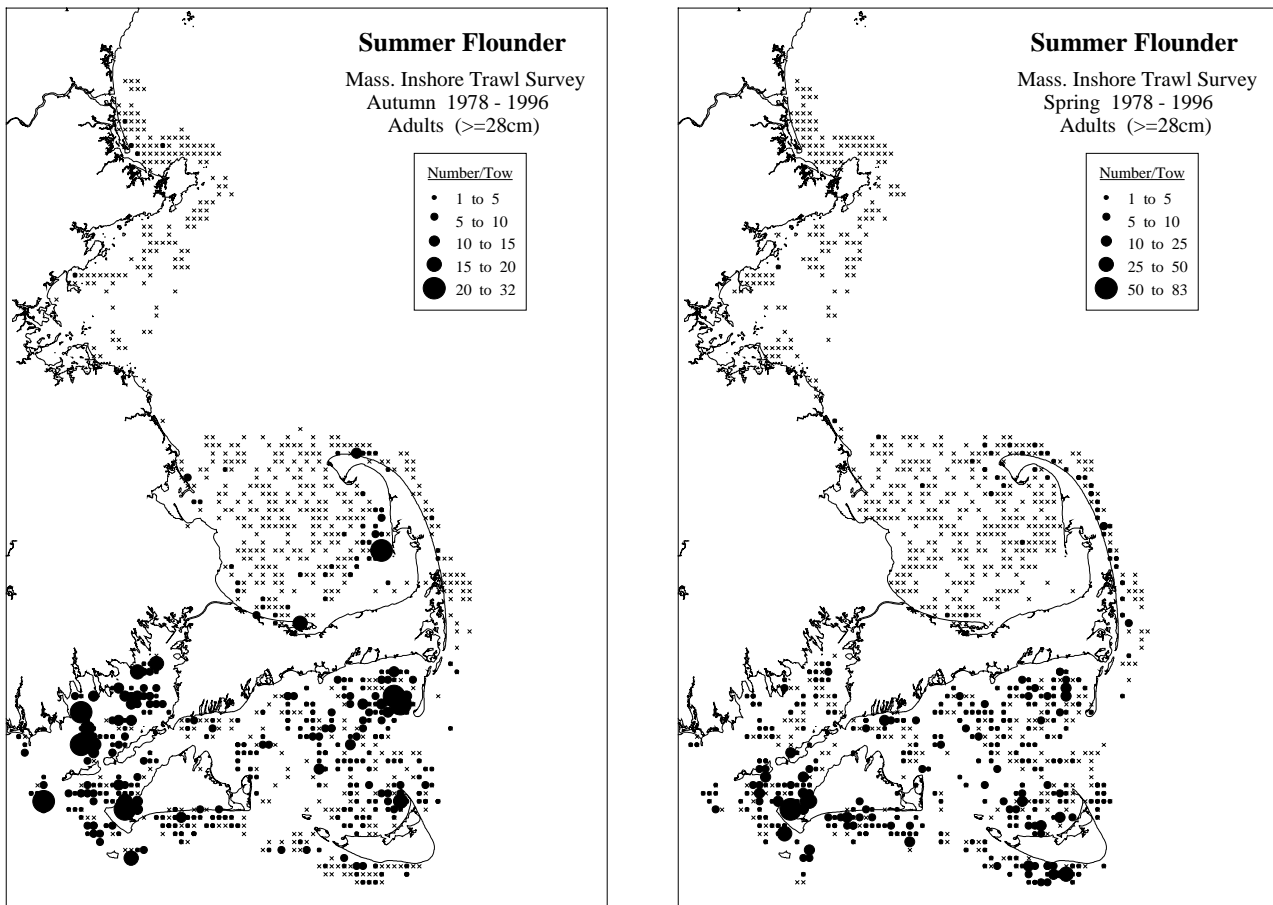 Summer Flounder
Mass. Inshore Trawl Survey
Autumn 1978 - 1996
Adults (>=28cm)
Number/Tow
1 to 5
5 to 10
10 to 15
15 to 20
20 to 32
Summer Flounder
Mass. Inshore Trawl Survey
Spring 1978 - 1996
Adults (>=28cm)
Number/Tow
1 to 5
5 to 10
10 to 25
25 to 50
50 to 83